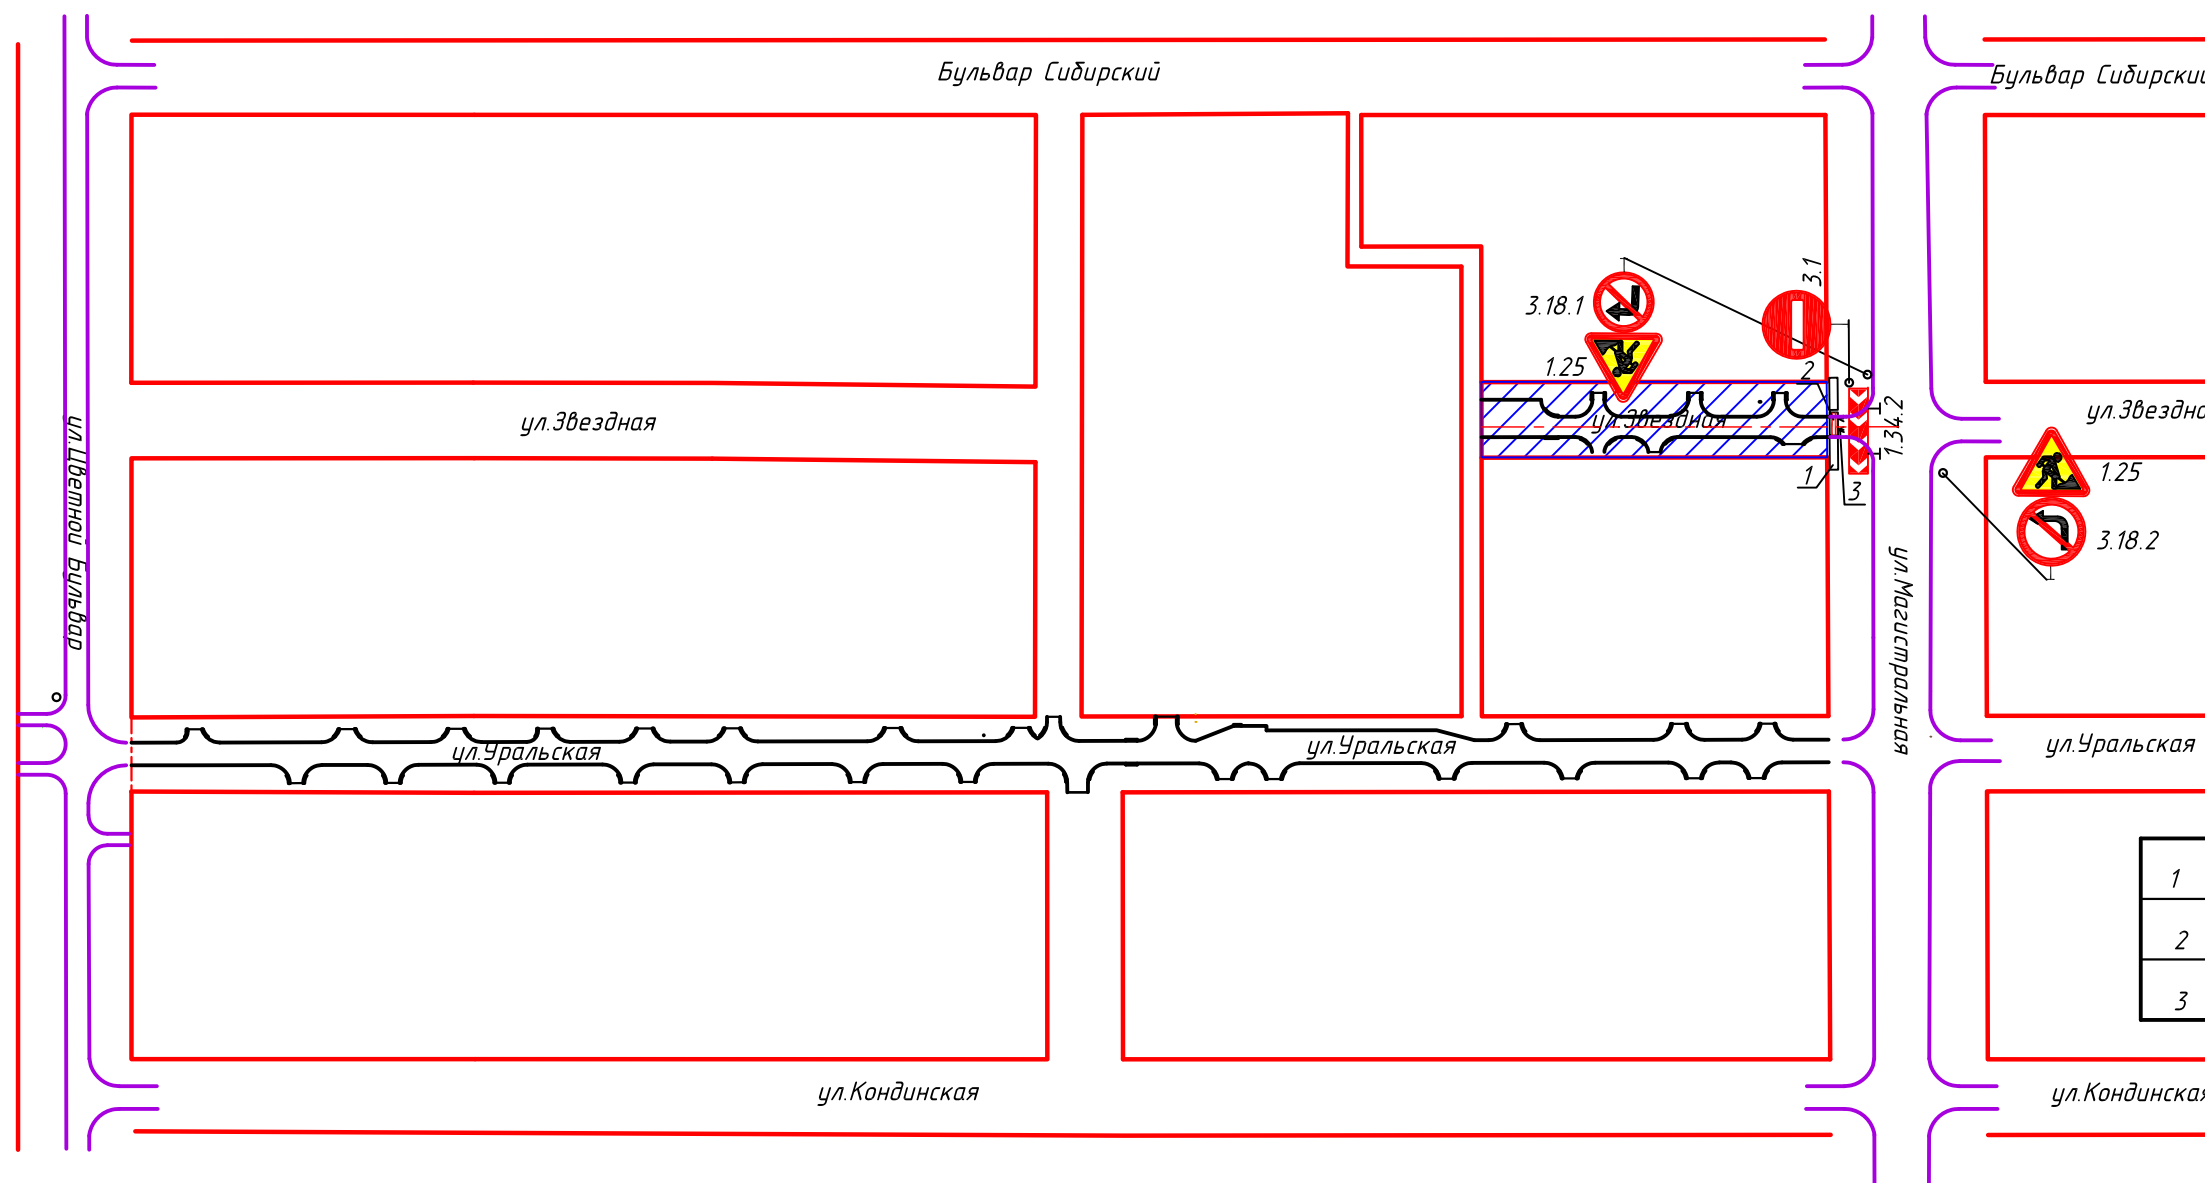 Бульвар Сибирский
Бульвар Сибирский
3.1
3.18.1
1.25
2
ул.Звездная
ул.Звездная
1.34.2
ул.Звездна
1
3
1.25
3.18.2
ул.Цветной Бульвар
ул.Магистральная
ул.Уральская
ул.Уральская
ул.Уральская
1
2
3
ул.Кондинская
ул.Кондинская